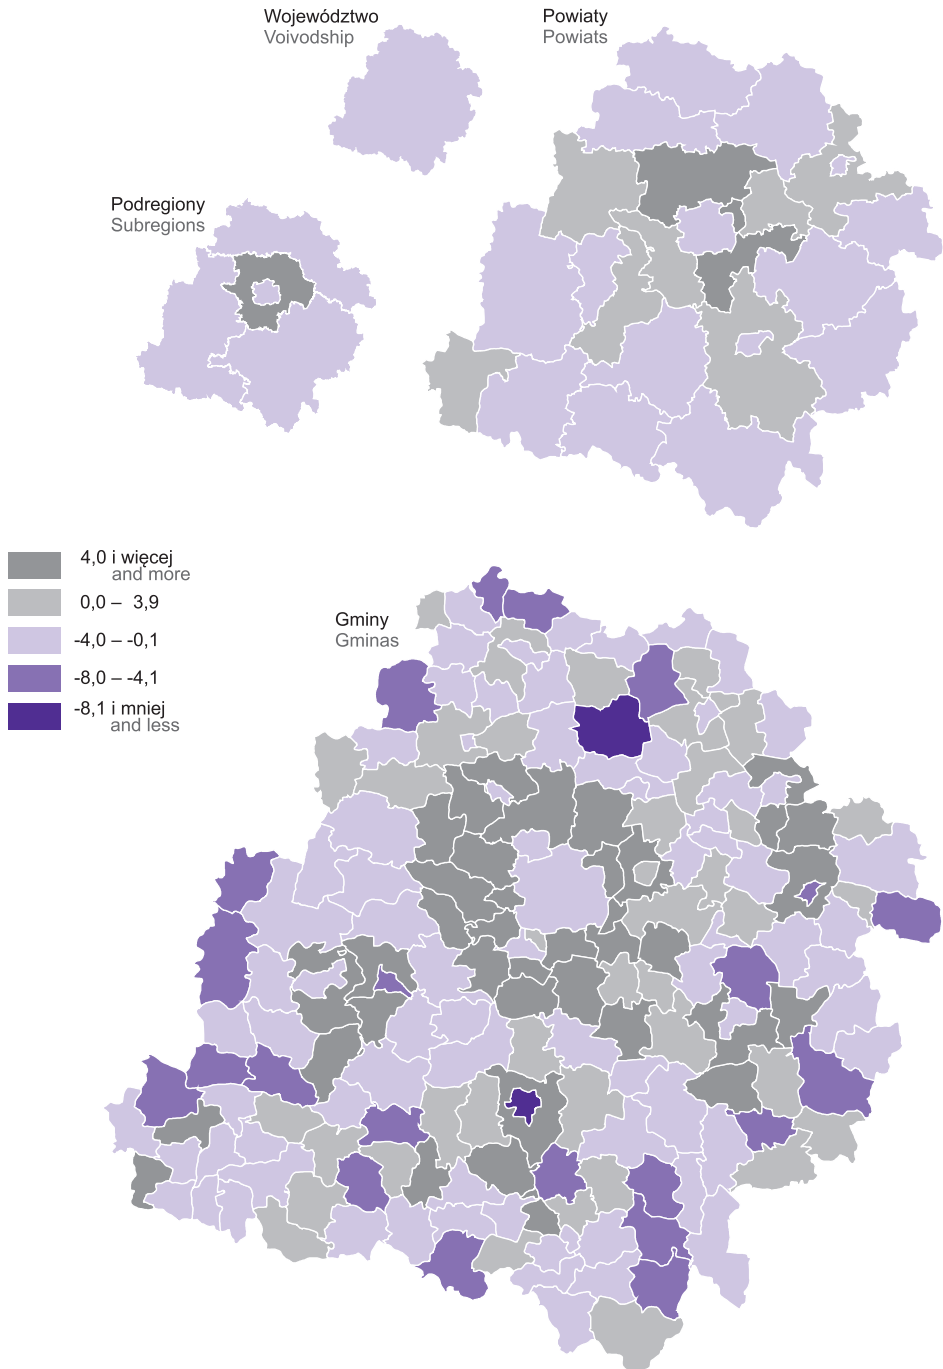 Województwo
Voivodship
Powiaty
Powiats
Podregiony
Subregions
4,0 i więcej
and more
0,0 – 3,9
-4,0 – -0,1
-8,0 – -4,1
-8,1 i mniej
and less
Gminy
Gminas